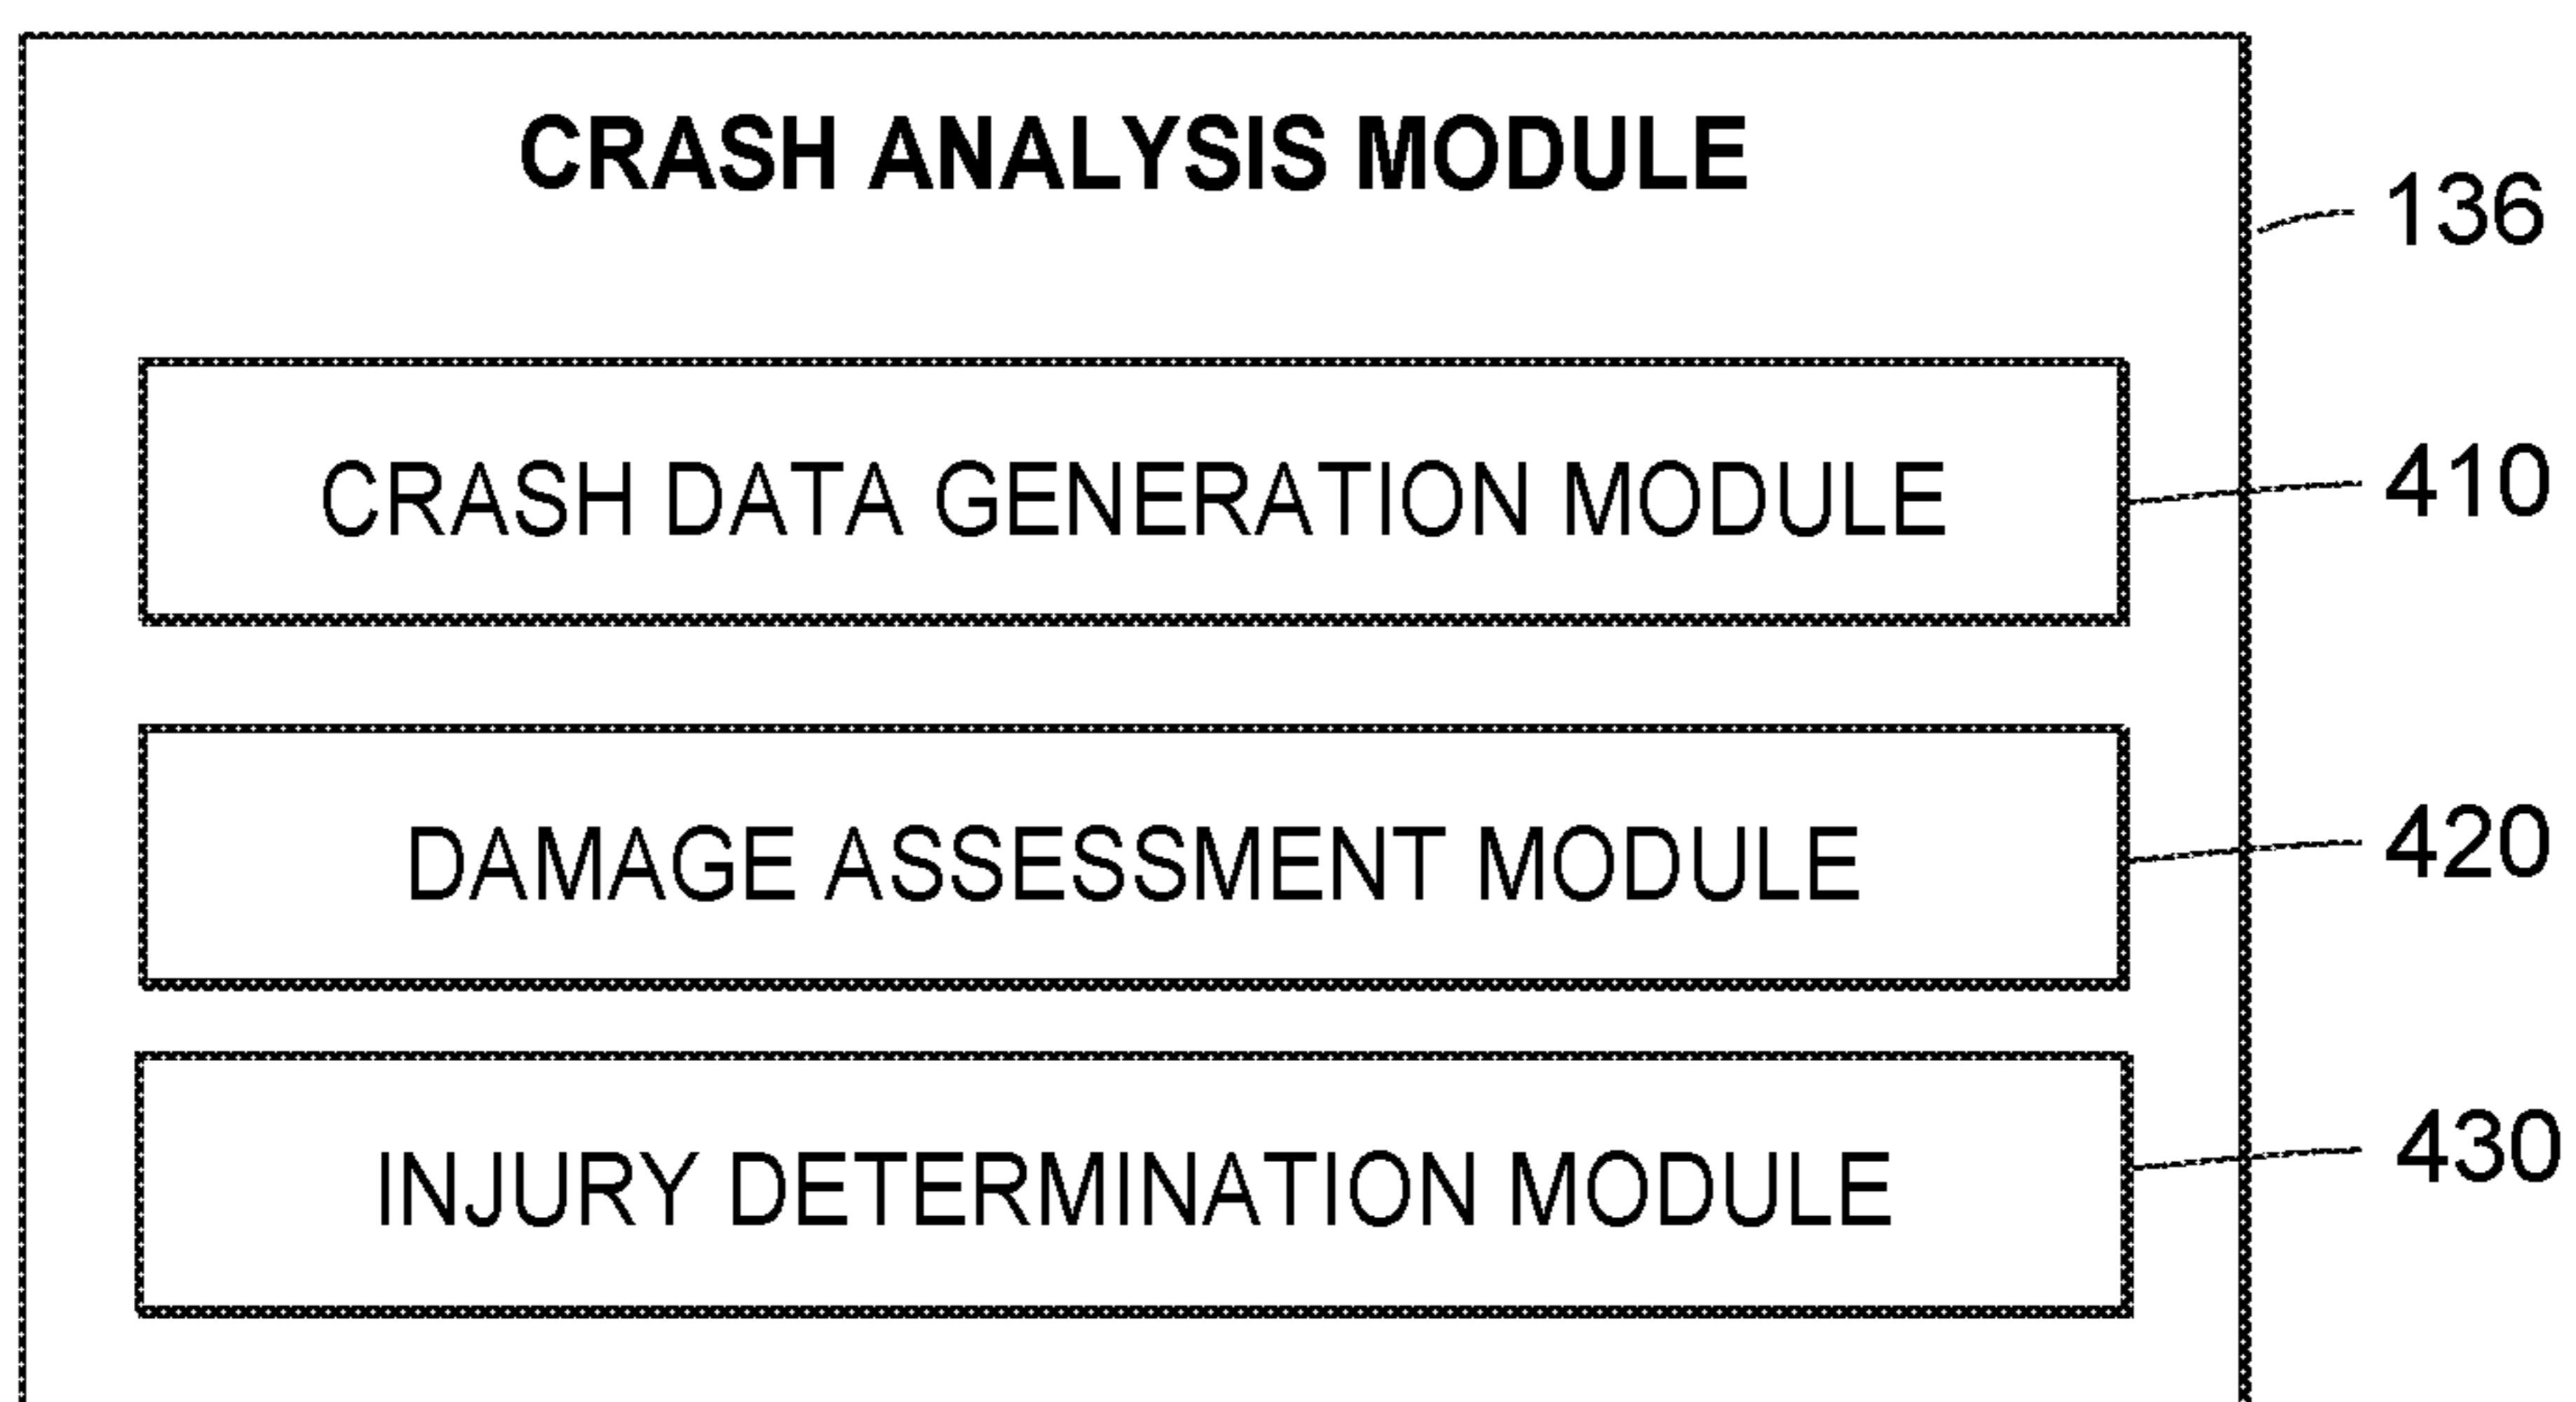 CRASH ANALYSIS MODULE
136
CRASH DATA GENERATION MODULE
410
DAMAGE ASSESSMENT MODULE
420
INJURY DETERMINATION MODULE
430